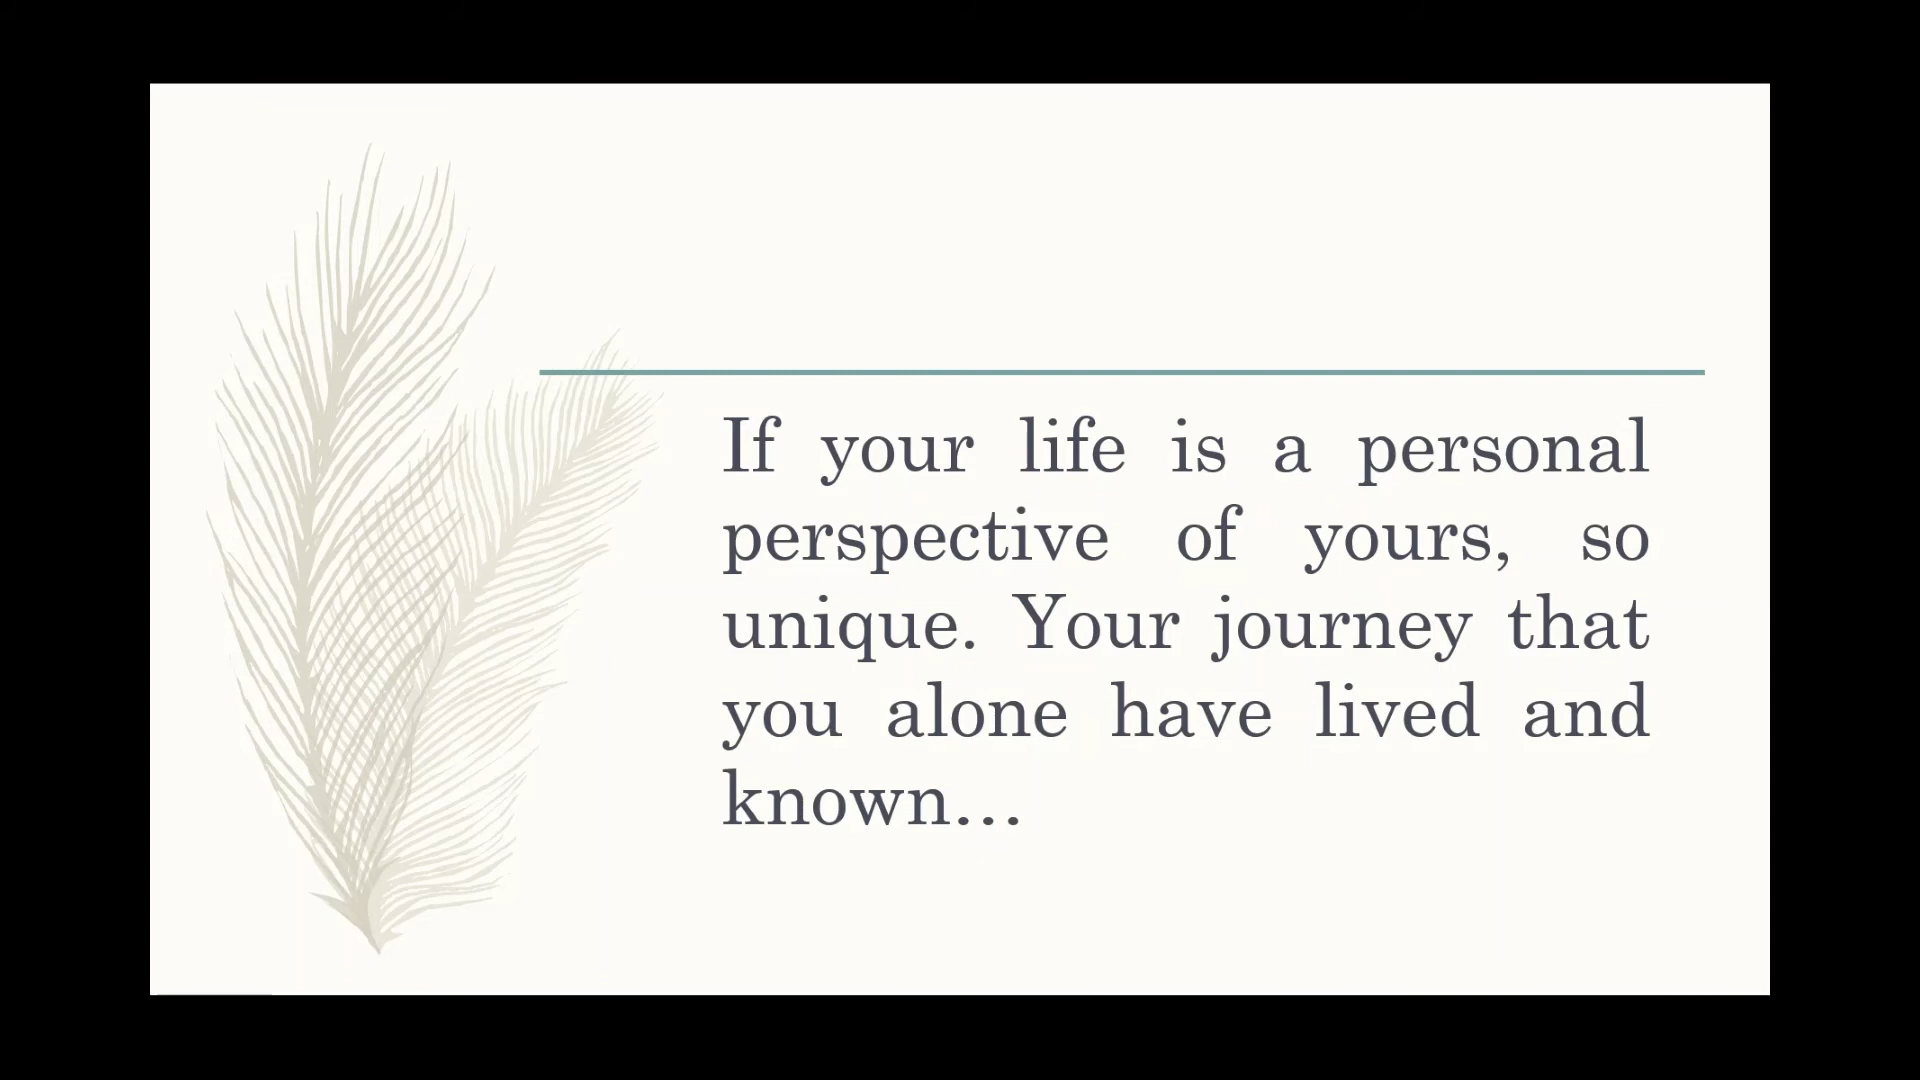 If your life is a personal
perspective of yours, so
unique. Your journey that
you alone have lived and
known...